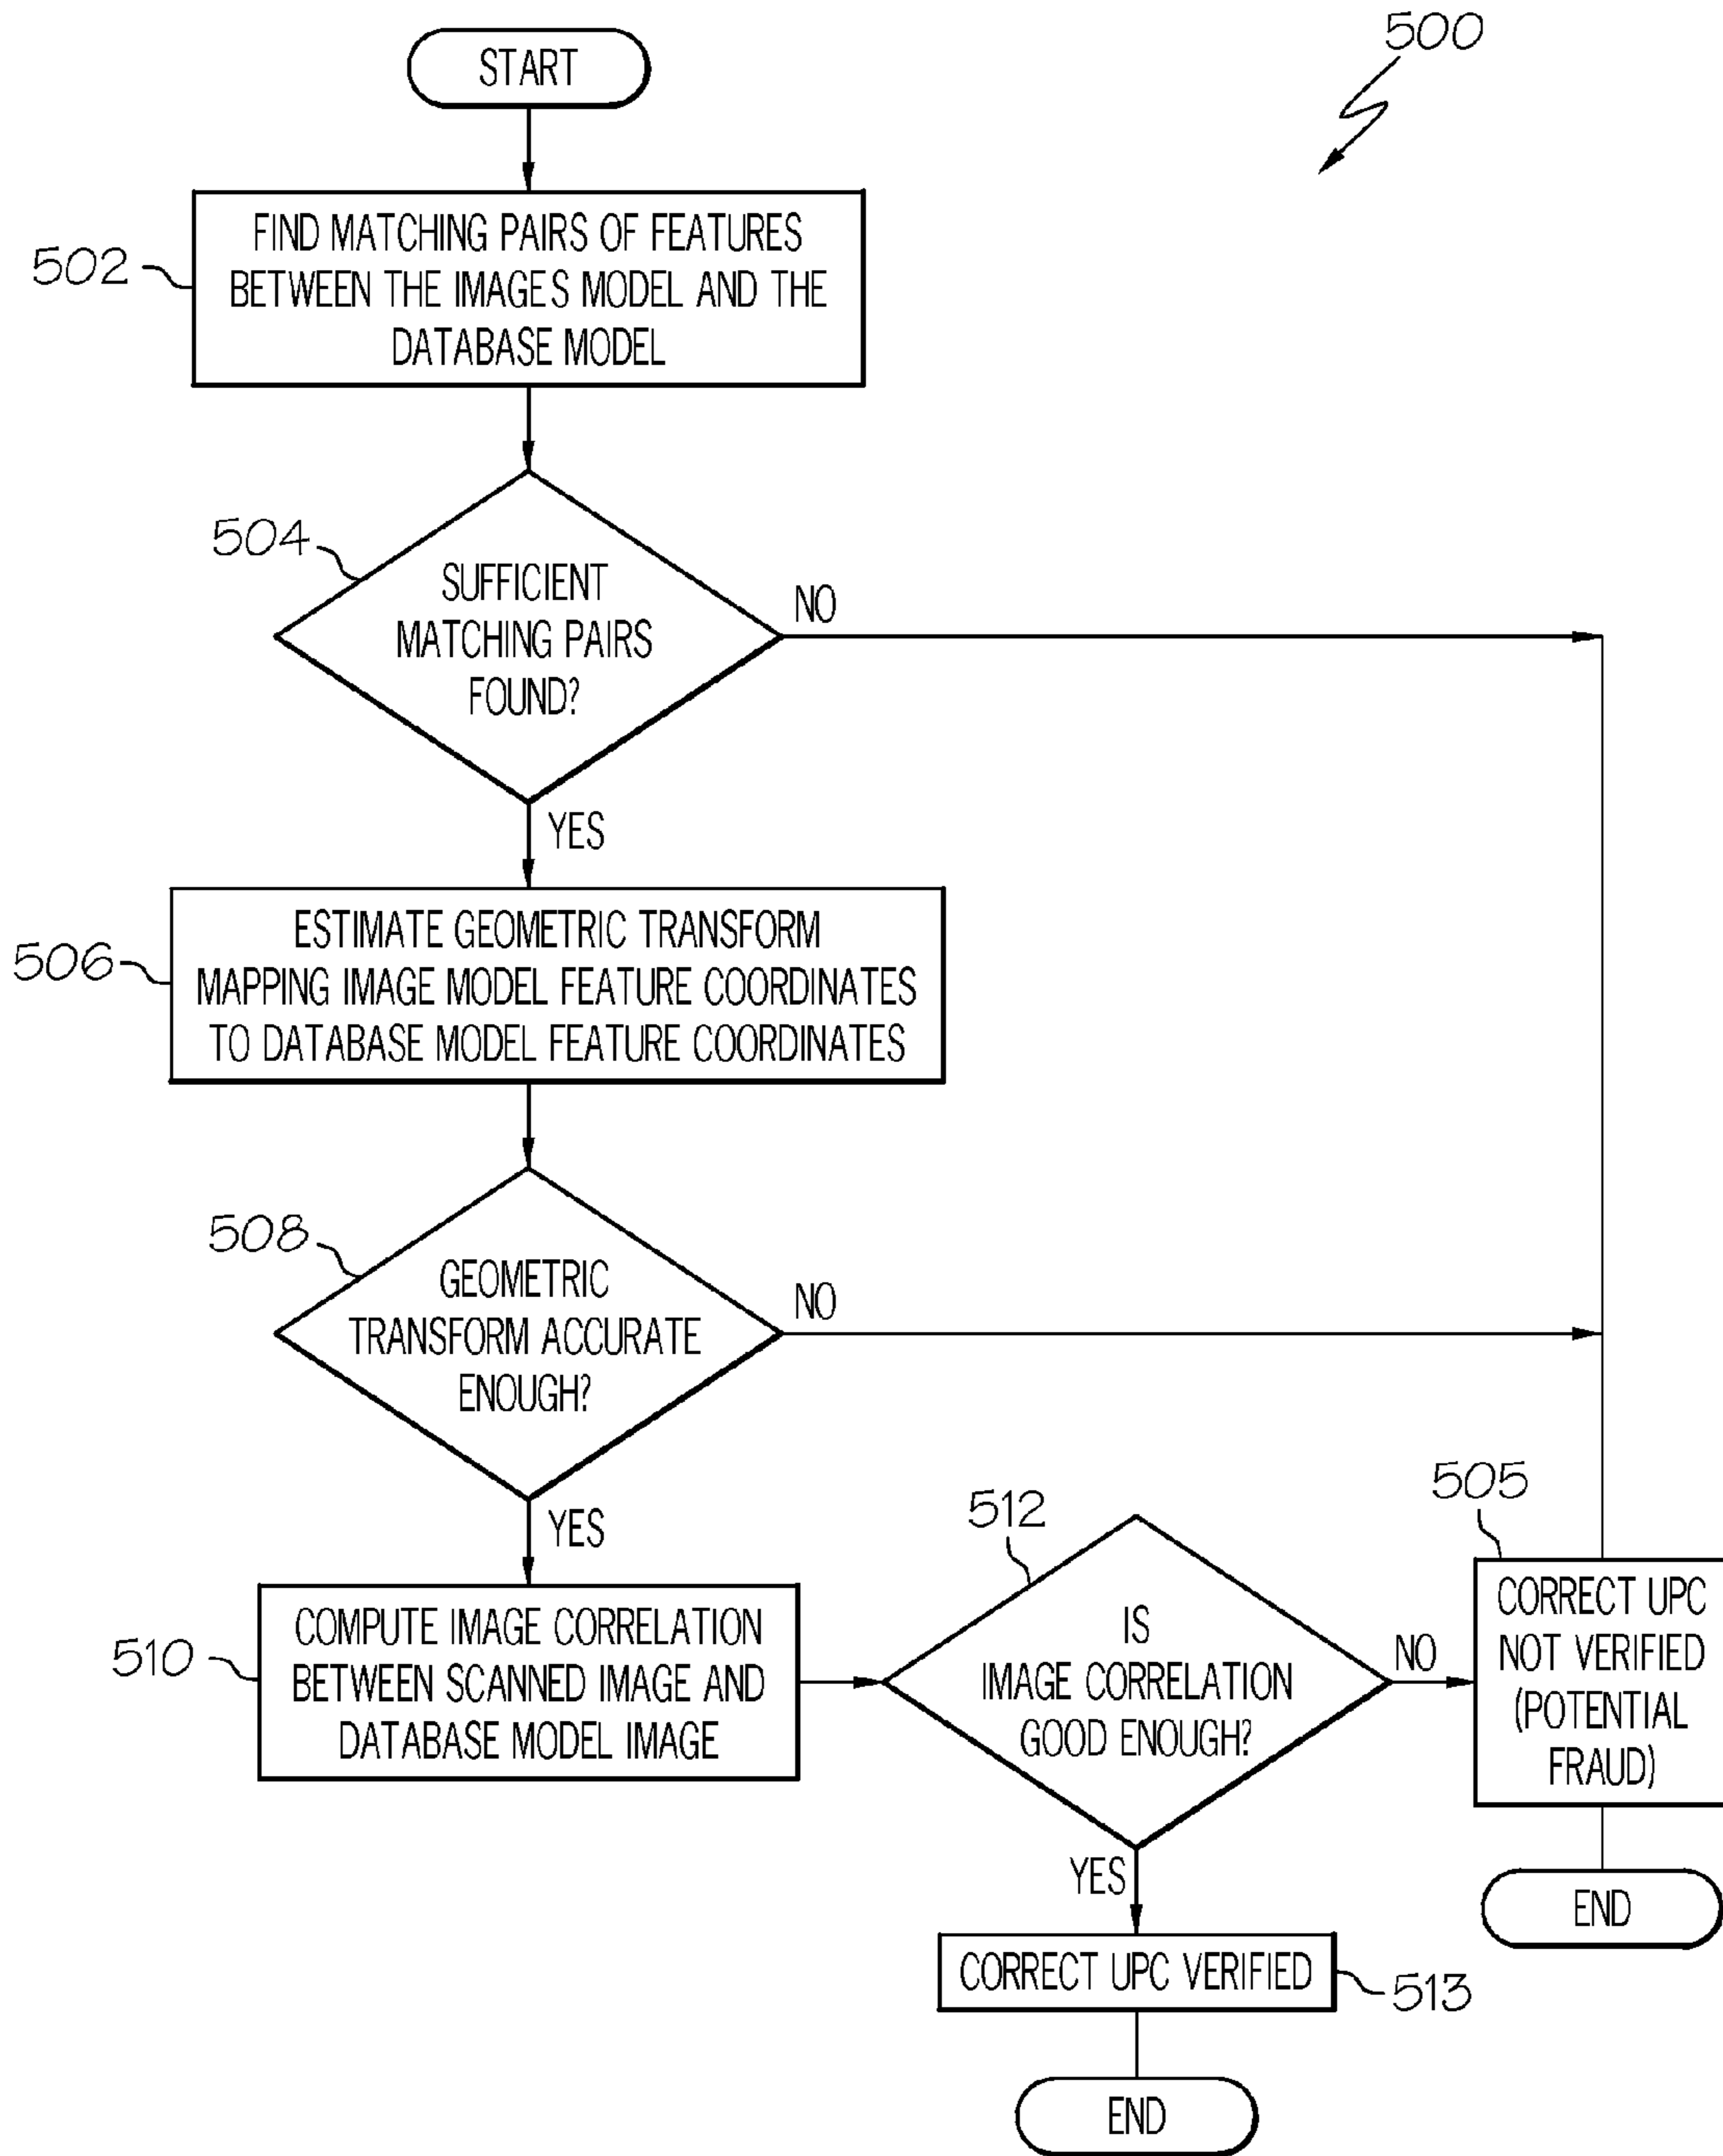 500
START
502
FIND MATCHING PAIRS OF FEATURES
BETWEEN THE IMAGES MODEL AND THE
DATABASE MODEL
504
SUFFICIENT
MATCHING PAIRS
FOUND?
NO
YES
506
ESTIMATE GEOMETRIC TRANSFORM
MAPPING IMAGE MODEL FEATURE COORDINATES
TO DATABASE MODEL FEATURE COORDINATES
508
GEOMETRIC
TRANSFORM ACCURATE
ENOUGH?
NO
YES
510
COMPUTE IMAGE CORRELATION
BETWEEN SCANNED IMAGE AND
DATABASE MODEL IMAGE
512
IS
IMAGE CORRELATION
GOOD ENOUGH?
NO
505
CORRECT UPC
NOT VERIFIED
(POTENTIAL
FRAUD)
END
YES
CORRECT UPC VERIFIED
513
END